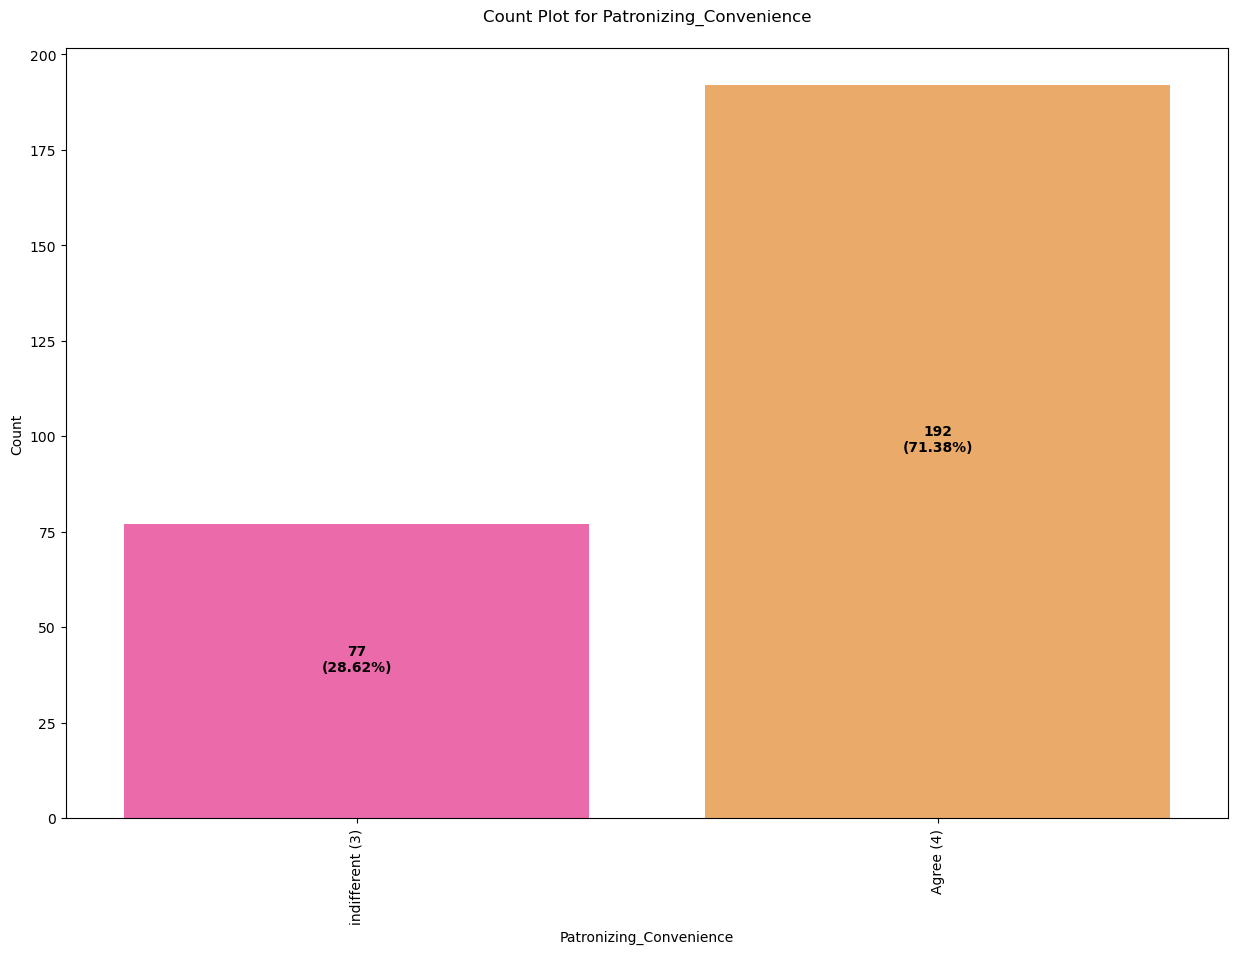 Count Plot for Patronizing_Convenience
200
175
150
125
100
75
50
25
0
Count
77
(28.62%)
192
(71.38%)
indifferent (3)
Agree (4)
Patronizing_Convenience